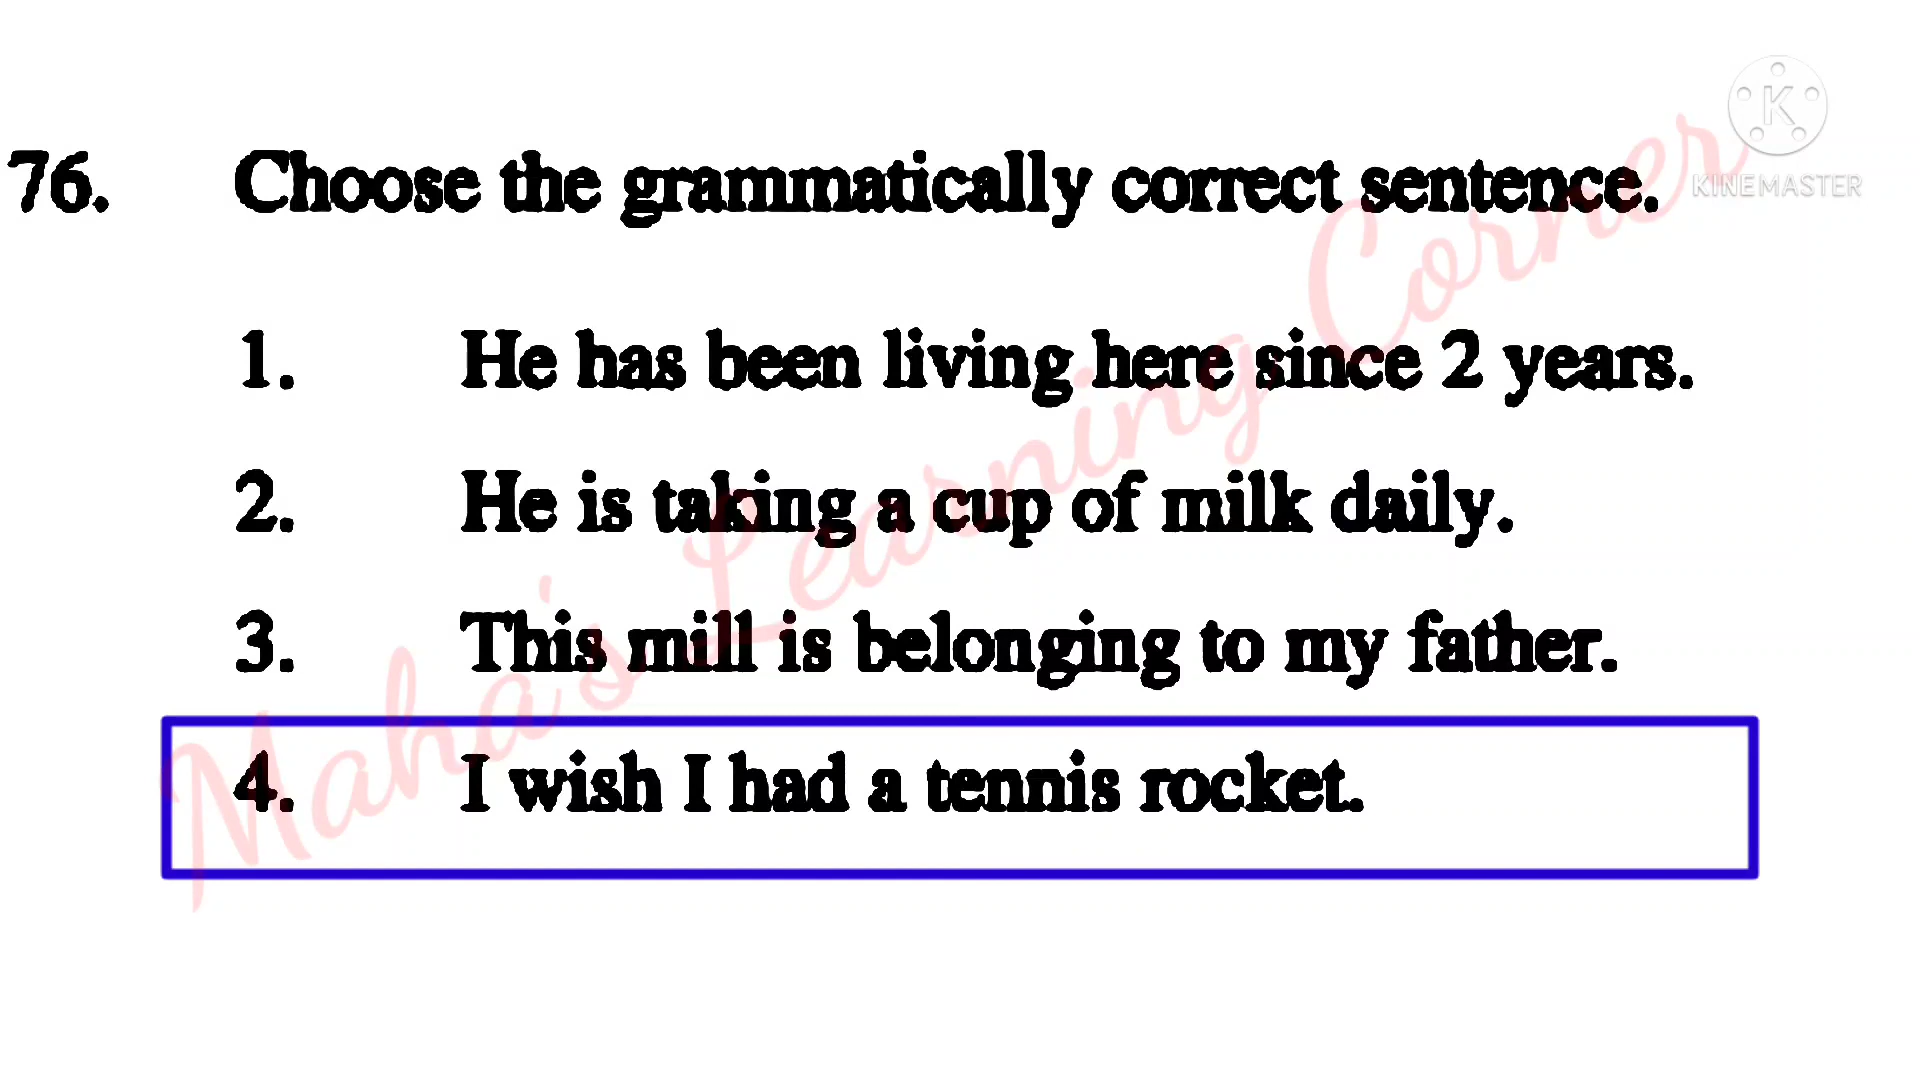 KINEMASTER
76. Choose the grammatically correct sentence.
1. He has been living here since 2 years.
2. He is taking a cup of milk daily.
3. This mill is belonging to my father.
4. I wish I had a tennis rocket.
Maha's Learning Corner